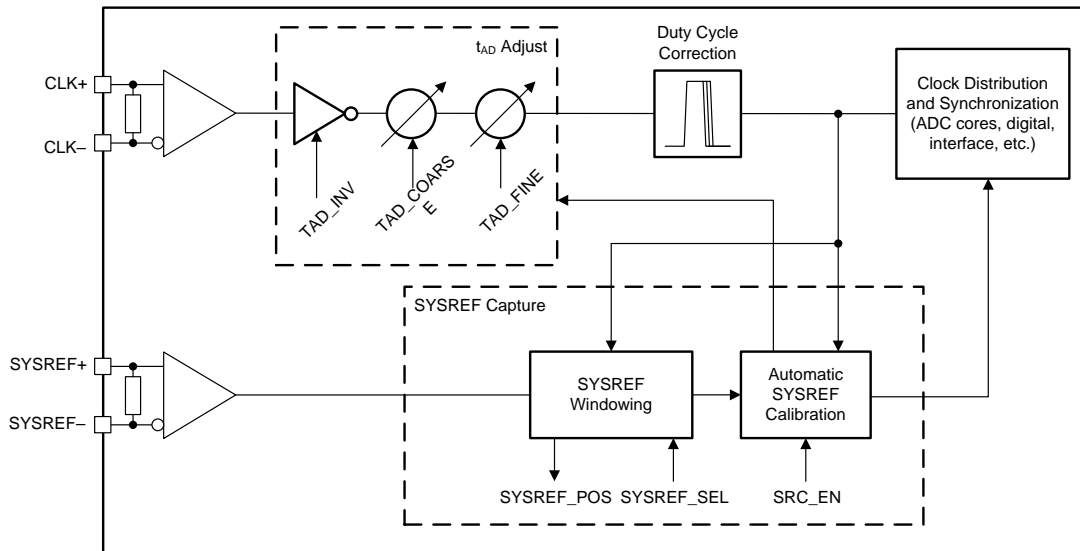 Duty Cycle
Correction
t_AD Adjust
CLK+
CLK–
TAD_INV
TAD_COARS
E
TAD_FINE
Clock Distribution
and Synchronization
(ADC cores, digital,
interface, etc.)
SYSREF Capture
SYSREF+
SYSREF–
SYSREF
Windowing
Automatic
SYSREF
Calibration
SYSREF_POS
SYSREF_SEL
SRC_EN